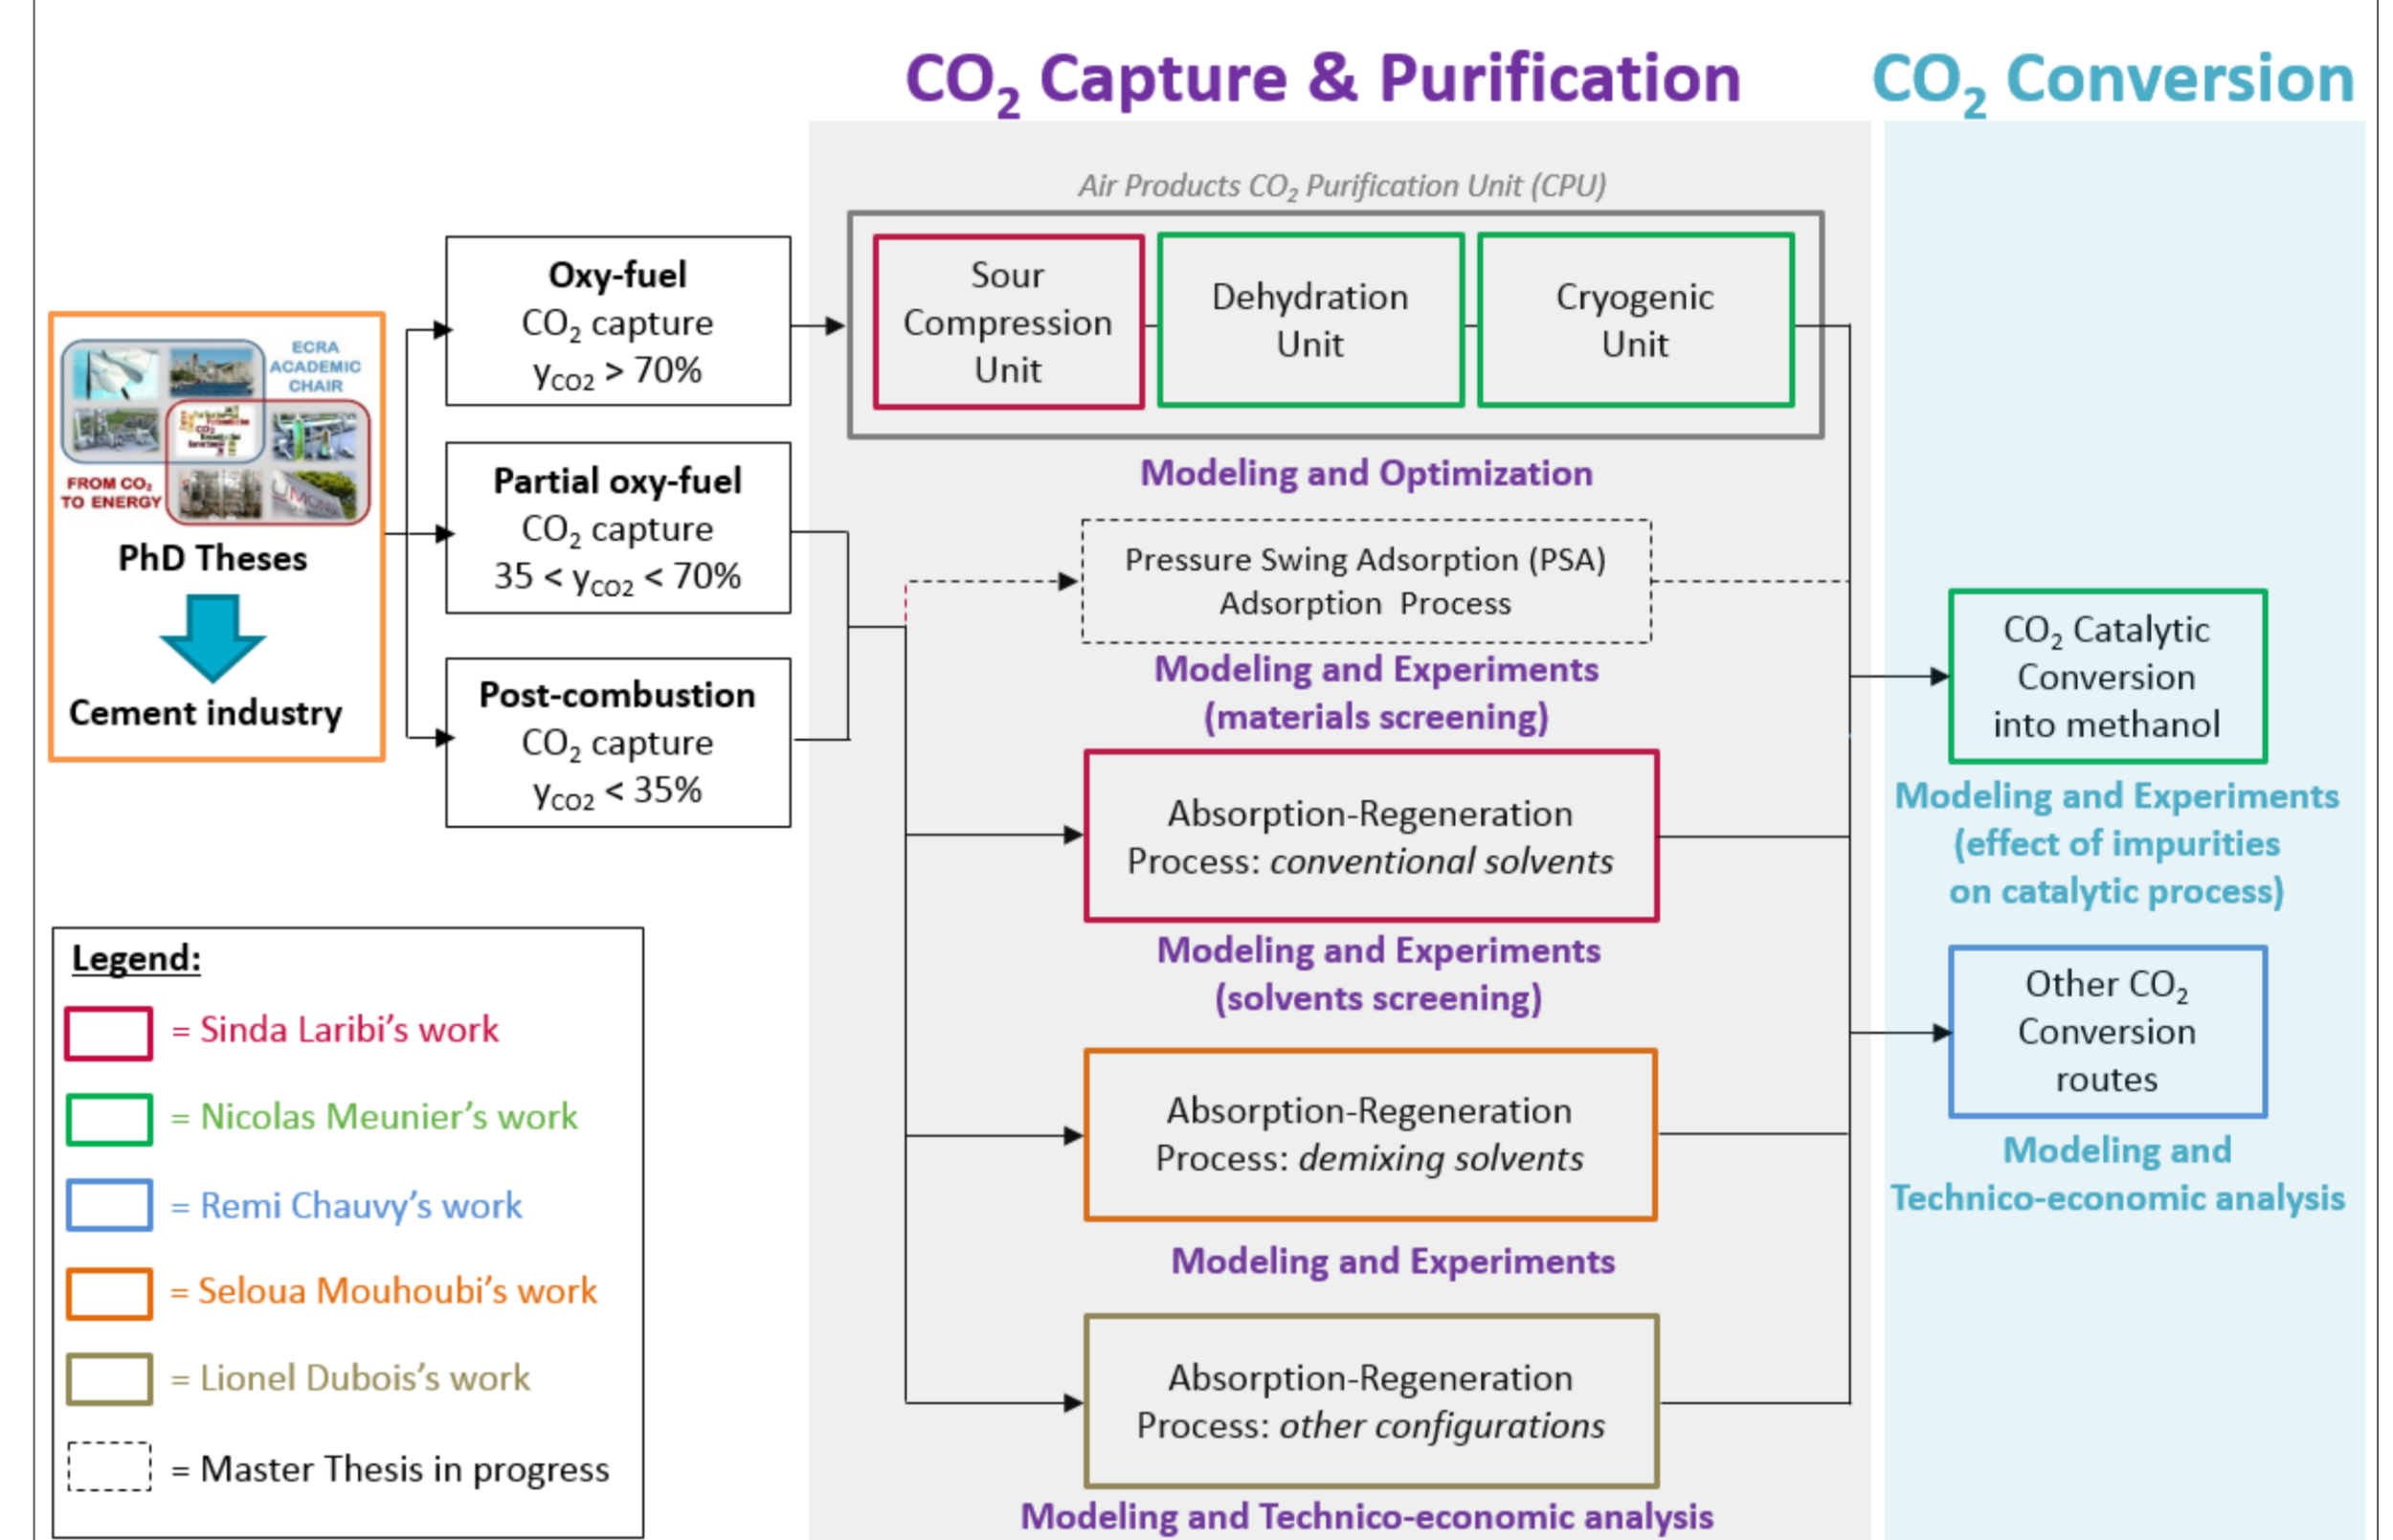 CO₂ Capture & Purification
CO₂ Conversion
Air Products CO₂ Purification Unit (CPU)
Sour
Compression
Unit
Dehydration
Unit
Cryogenic
Unit
Modeling and Optimization
ECRA
ACADEMIC
CHAIR
FROM CO₂
TO ENERGY
PhD Theses
Cement industry
Oxy-fuel
CO₂ capture
yCO2 > 70%
Partial oxy-fuel
CO₂ capture
35 < yCO2 < 70%
Post-combustion
CO₂ capture
yCO2 < 35%
Pressure Swing Adsorption (PSA)
Adsorption Process
Modeling and Experiments
(materials screening)
Absorption-Regeneration
Process: conventional solvents
Modeling and Experiments
(solvents screening)
Absorption-Regeneration
Process: demixing solvents
Modeling and Experiments
Absorption-Regeneration
Process: other configurations
Modeling and Technico-economic analysis
CO₂ Catalytic
Conversion
into methanol
Modeling and Experiments
(effect of impurities
on catalytic process)
Other CO₂
Conversion
routes
Modeling and
Technico-economic analysis
Legend:
= Sinda Laribi’s work
= Nicolas Meunier’s work
= Remi Chauvy’s work
= Seloua Mouhoubi’s work
= Lionel Dubois’s work
= Master Thesis in progress